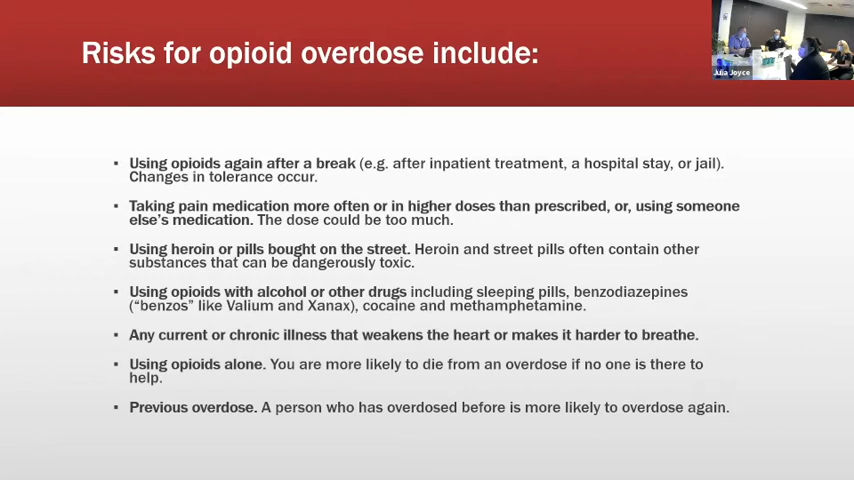 Risks for opioid overdose include:
Julia Joyce
▪ Using opioids again after a break (e.g. after inpatient treatment, a hospital stay, or jail).
Changes in tolerance occur.
▪ Taking pain medication more often or in higher doses than prescribed, or, using someone
else’s medication. The dose could be too much.
▪ Using heroin or pills bought on the street. Heroin and street pills often contain other
substances that can be dangerously toxic.
▪ Using opioids with alcohol or other drugs including sleeping pills, benzodiazepines
(“benzos” like Valium and Xanax), cocaine and methamphetamine.
▪ Any current or chronic illness that weakens the heart or makes it harder to breathe.
▪ Using opioids alone. You are more likely to die from an overdose if no one is there to
help.
▪ Previous overdose. A person who has overdosed before is more likely to overdose again.